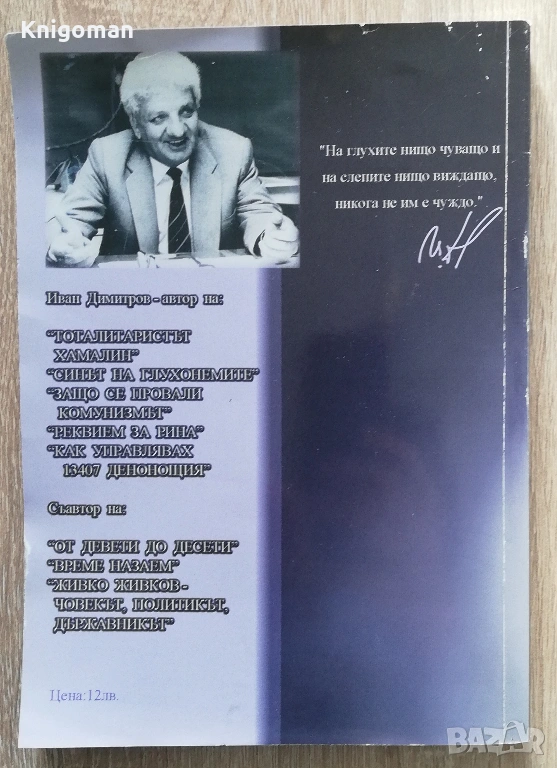 Knigoman
"На глухите нищо чуващо и
на слепите нищо виждащо,
никога не им е чуждо."
Иван Димитров - автор на:
"ТОТАЛИТАРИСТЪТ
ХАМАЛИН"
"СИНЪТ НА ГЛУХОНЕМИТЕ"
"ЗАЩО СЕ ПРОВАЛИ
КОМУНИЗМЪТ"
"РЕКВИЕМ ЗА РИНА"
"КАК УПРАВЛЯВАХ
13407 ДЕНОНОЩИЯ"
Съавтор на:
"ОТ ДЕВЕТИ ДО ДЕСЕТИ"
"ВРЕМЕ НАЗАЕМ"
"ЖИВКО ЖИВКОВ-
ЧОВЕКЪТ, ПОЛИТИКЪТ,
ДЪРЖАВНИКЪТ"
Цена:12лв.
BAZAR